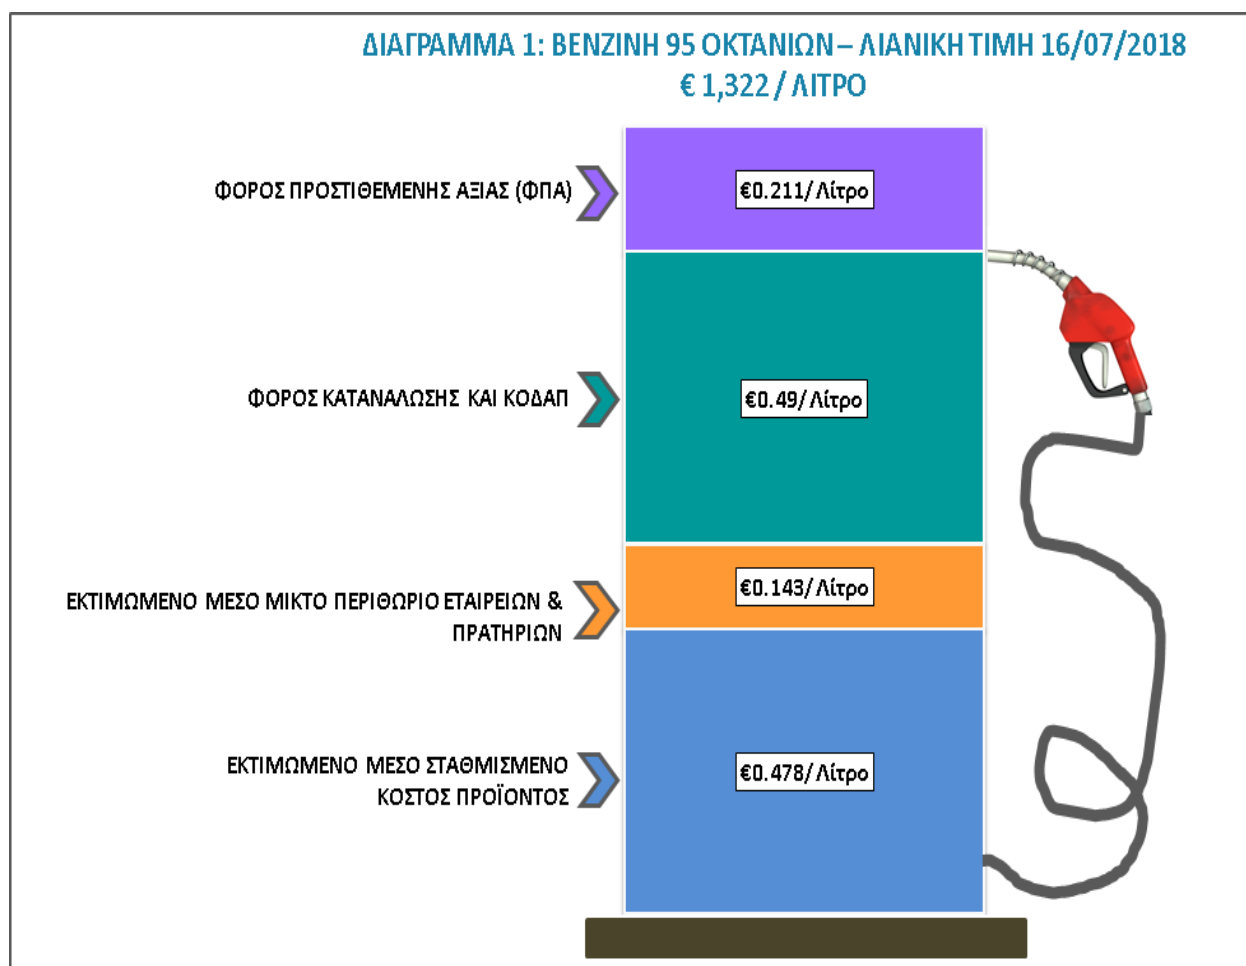 ΔΙΑΓΡΑΜΜΑ 1: ΒΕΝΖΙΝΗ 95 ΟΚΤΑΝΙΩΝ – ΛΙΑΝΙΚΗ ΤΙΜΗ 16/07/2018
€ 1,322 / ΛΙΤΡΟ
ΦΟΡΟΣ ΠΡΟΣΤΙΘΕΜΕΝΗΣ ΑΞΙΑΣ (ΦΠΑ)
€0.211/ Λίτρο
ΦΟΡΟΣ ΚΑΤΑΝΑΛΩΣΗΣ ΚΑΙ ΚΟΔΑΠ
€0.49/ Λίτρο
ΕΚΤΙΜΩΜΕΝΟ ΜΕΣΟ ΜΙΚΤΟ ΠΕΡΙΘΩΡΙΟ ΕΤΑΙΡΕΙΩΝ &
ΠΡΑΤΗΡΙΩΝ
€0.143/ Λίτρο
ΕΚΤΙΜΩΜΕΝΟ ΜΕΣΟ ΣΤΑΘΜΙΣΜΕΝΟ
ΚΟΣΤΟΣ ΠΡΟΪΟΝΤΟΣ
€0.478/ Λίτρο